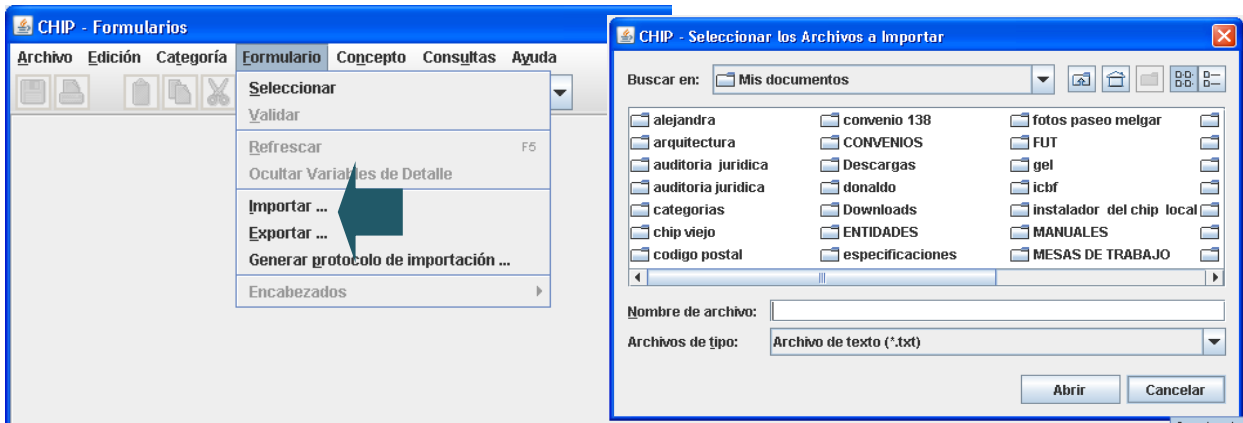 CHIP - Formularios
Archivo Edición Categoría Formulario Concepto Consultas Ayuda
Seleccionar
Validar
Refrescar F5
Ocultar Variables de Detalle
Importar ...
Exportar ...
Generar protocolo de importación ...
Encabezados
CHIP - Seleccionar los Archivos a Importar
Buscar en: Mis documentos
alejandra convenio 138 fotos paseo melgar
arquitectura CONVENIOS FUT
auditoria juridica Descargas gel
auditoria juridica donaldo icbf
categorias Downloads instalador del chip local
chip viejo ENTIDADES MANUALES
codigo postal especificaciones MESAS DE TRABAJO
Nombre de archivo:
Archivos de tipo: Archivo de texto (*.txt)
Abrir Cancelar